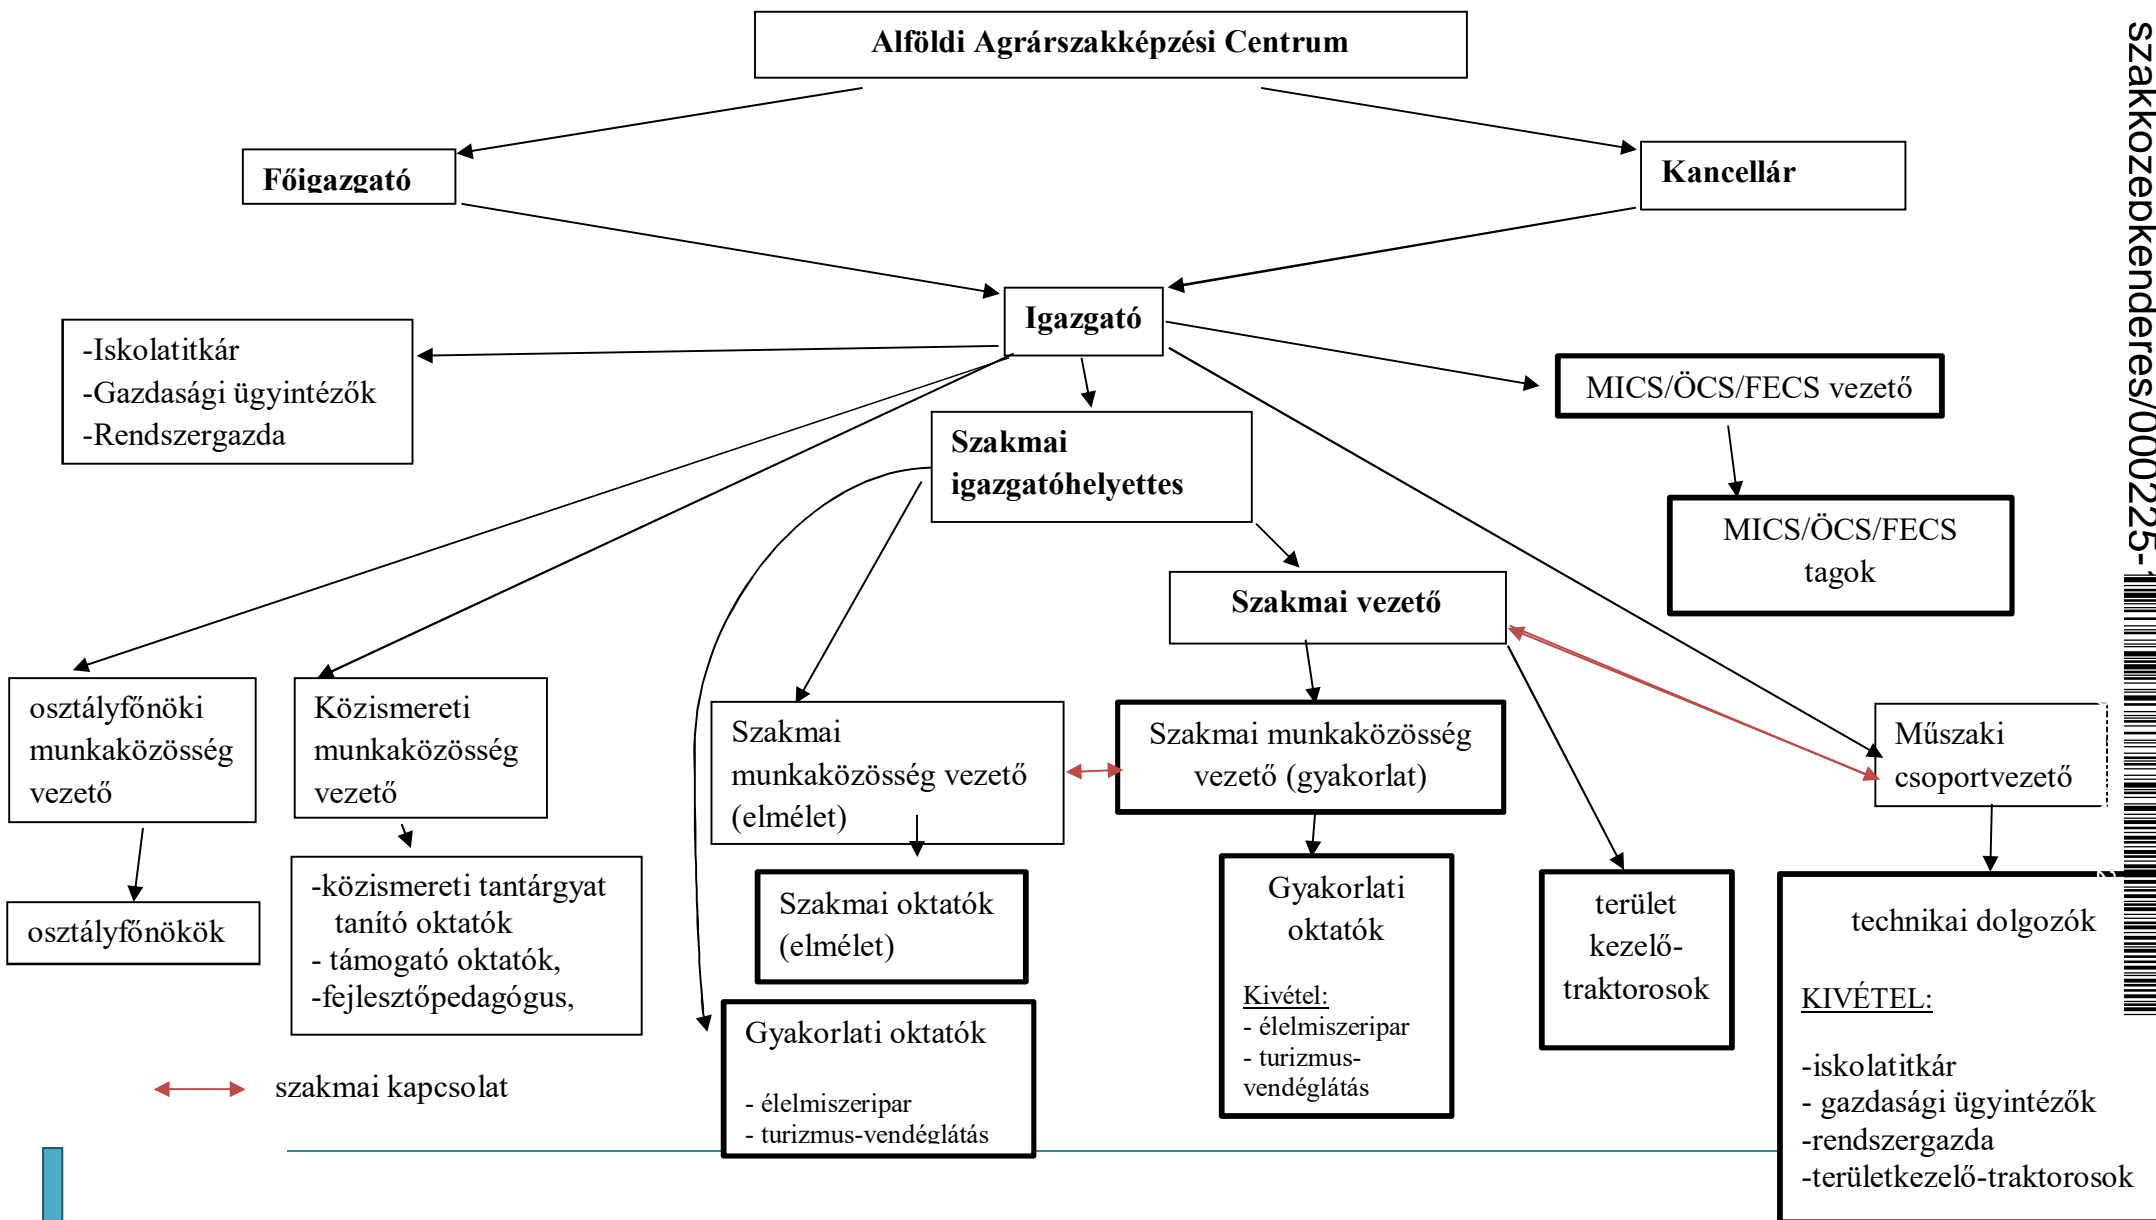 Alföldi Agrárszakképzési Centrum
Főigazgató
Kancellár
Igazgató
-Iskolatitkár
-Gazdasági ügyintézők
-Rendszergazda
MICS/ÖCS/FECS vezető
Szakmai
igazgatóhelyettes
MICS/ÖCS/FECS
tagok
Szakmai vezető
osztályfőnöki
munkaközösség
vezető
Közismereti
munkaközösség
vezető
Szakmai
munkaközösség vezető
(elmélet)
Szakmai munkaközösség
vezető (gyakorlat)
Műszaki
csoportvezető
osztályfőnökök
-közismereti tantárgyat
tanító oktatók
- támogató oktatók,
-fejlesztőpedagógus,
Szakmai oktatók
(elmélet)
Gyakorlati oktatók
- élelmiszeripar
- turizmus-vendéglátás
Gyakorlati
oktatók
Kivétel:
- élelmiszeripar
- turizmus-
vendéglátás
terület
kezelő-
traktorosok
technikai dolgozók
KIVÉTEL:
-iskolatitkár
- gazdasági ügyintézők
-rendszergazda
-területkezelő-traktorosok
szakmai kapcsolat
szakkozepkenderes/000225-